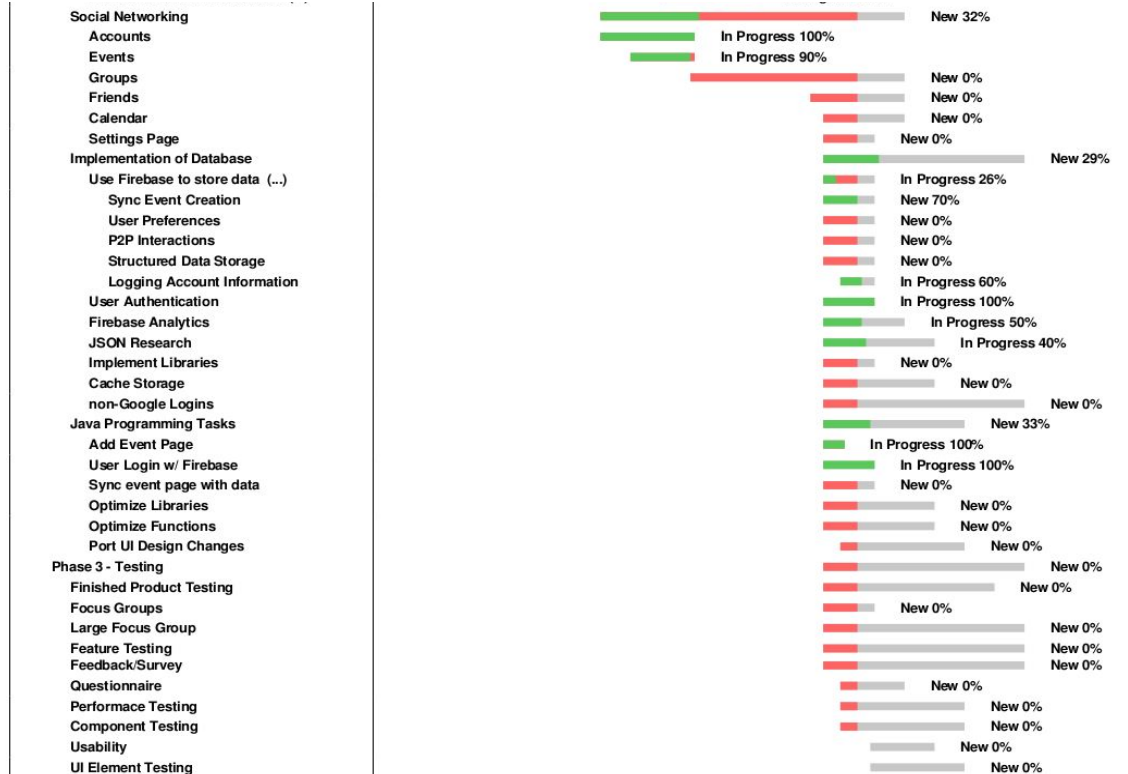 Social Networking New 32%
Accounts In Progress 100%
Events In Progress 90%
Groups New 0%
Friends New 0%
Calendar New 0%
Settings Page New 0%
Implementation of Database New 29%
Use Firebase to store data (...) In Progress 26%
Sync Event Creation New 70%
User Preferences New 0%
P2P Interactions New 0%
Structured Data Storage New 0%
Logging Account Information In Progress 60%
User Authentication In Progress 100%
Firebase Analytics In Progress 50%
JSON Research In Progress 40%
Implement Libraries New 0%
Cache Storage New 0%
non-Google Logins New 0%
Java Programming Tasks New 33%
Add Event Page In Progress 100%
User Login w/ Firebase In Progress 100%
Sync event page with data New 0%
Optimize Libraries New 0%
Optimize Functions New 0%
Port UI Design Changes New 0%
Phase 3 - Testing New 0%
Finished Product Testing New 0%
Focus Groups New 0%
Large Focus Group New 0%
Feature Testing New 0%
Feedback/Survey New 0%
Questionnaire New 0%
Performace Testing New 0%
Component Testing New 0%
Usability New 0%
UI Element Testing New 0%